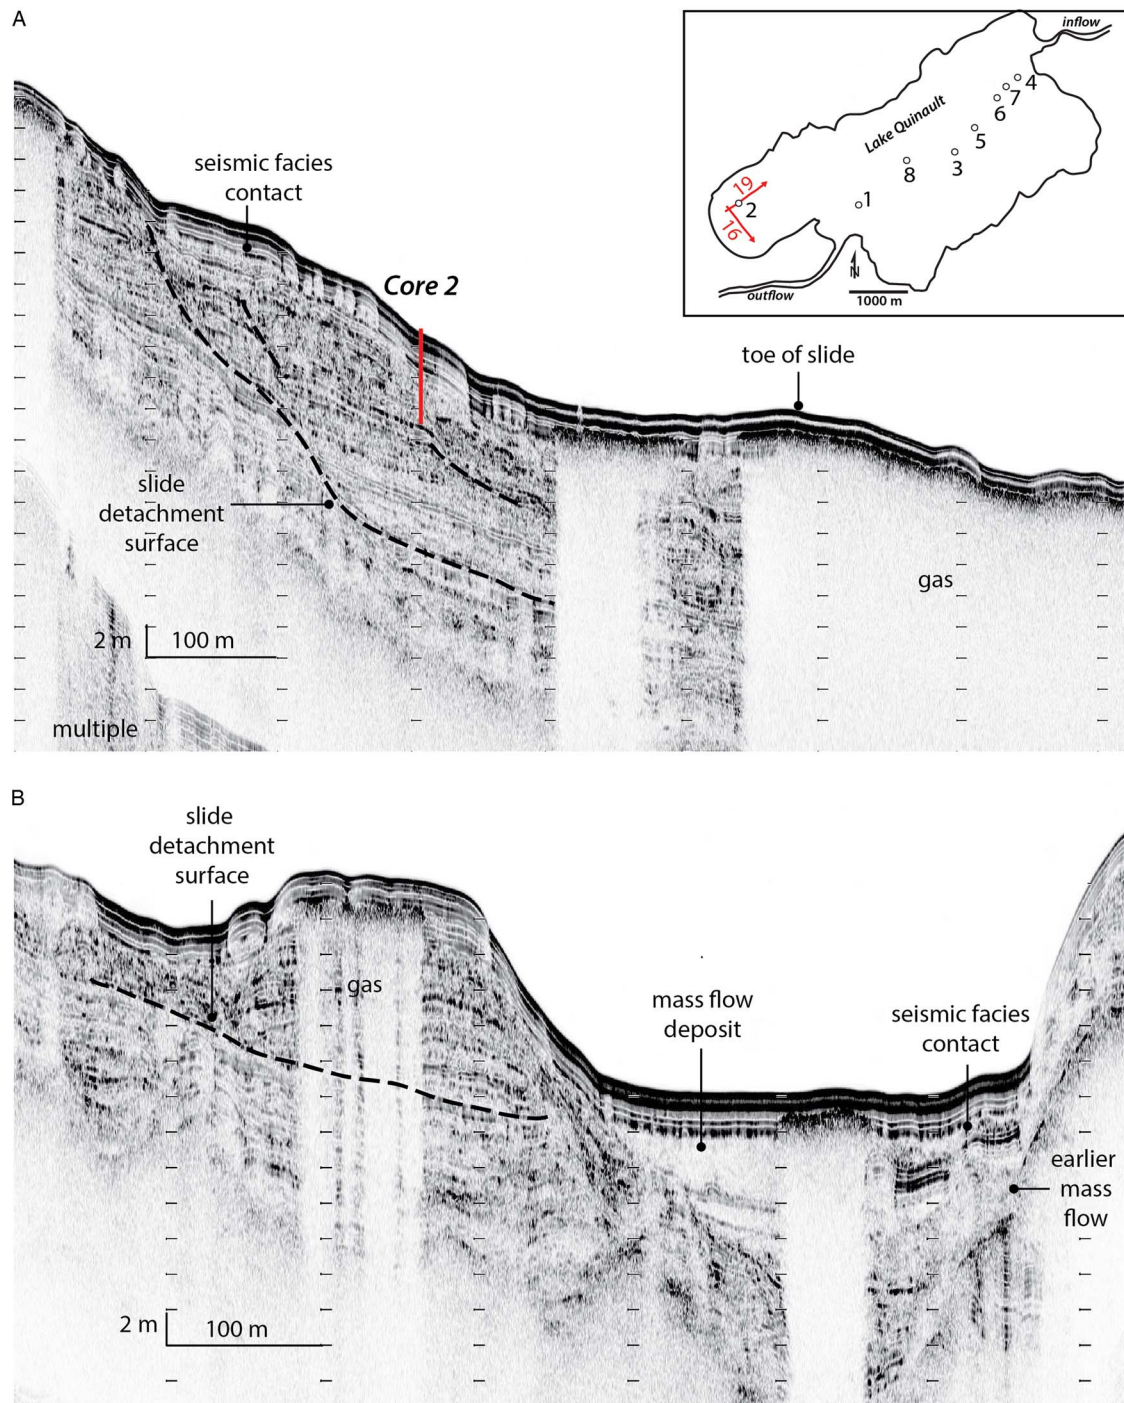 A
inflow
4
7
6
Lake Quinault
5
3
8
19
2
1
16
N
outflow
1000 m
seismic facies
contact
Core 2
toe of slide
slide
detachment
surface
gas
2 m
100 m
multiple
B
slide
detachment
surface
gas
mass flow
deposit
seismic facies
contact
earlier
mass
flow
2 m
100 m